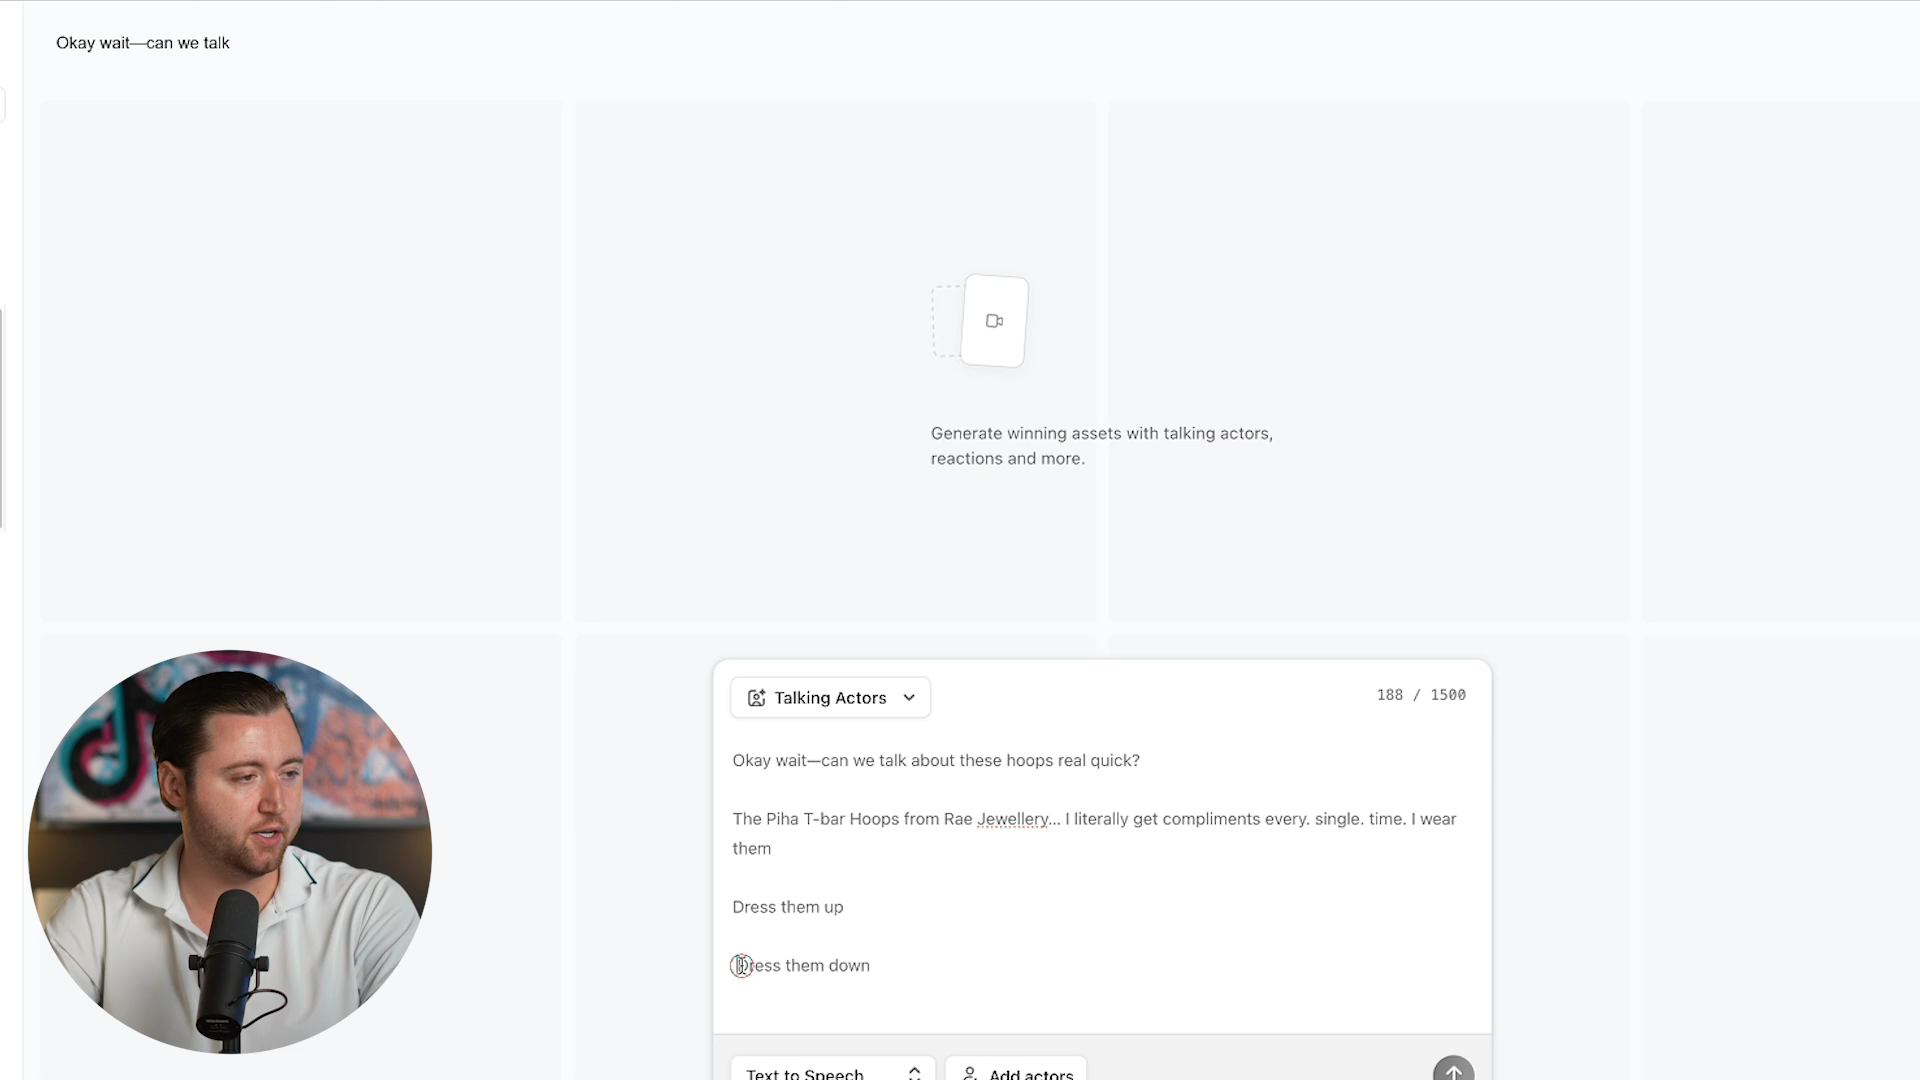 Okay wait—can we talk
Generate winning assets with talking actors,
reactions and more.
Talking Actors
188 / 1500
Okay wait—can we talk about these hoops real quick?
The Piha T-bar Hoops from Rae Jewellery... I literally get compliments every. single. time. I wear
them
Dress them up
Dress them down
Text to Speech
Add actors